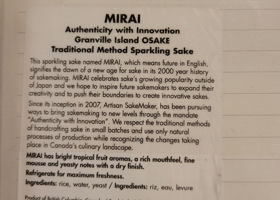 MIRAI
Authenticity with Innovation
Granville Island OSAKE
Traditional Method Sparkling Sake
This sparkling sake named MIRAI, which means future in English,
signifies the dawn of a new age for sake in its 2000 year history
of sakemaking. MIRAI celebrates sake's growing popularity outside
of Japan and we hope to inspire future sakemakers to expand their
creativity and to push their boundaries to create innovative sakes.
Since its inception in 2007, Artisan SakeMaker, has been pursuing
ways to bring sakemaking to new levels through the mandate
"Authenticity with Innovation". We respect the traditional methods
of handcrafting sake in small batches and use only natural
processes of production while recognizing the changes taking
place in Canada's culinary landscape.
MIRAI has bright tropical fruit aromas, a rich mouthfeel, fine
mousse and yeasty notes with a dry finish.
Refrigerate for maximum freshness.
Ingredients: rice, water, yeast / Ingredients: riz, eau, levure
Product of British Columbia